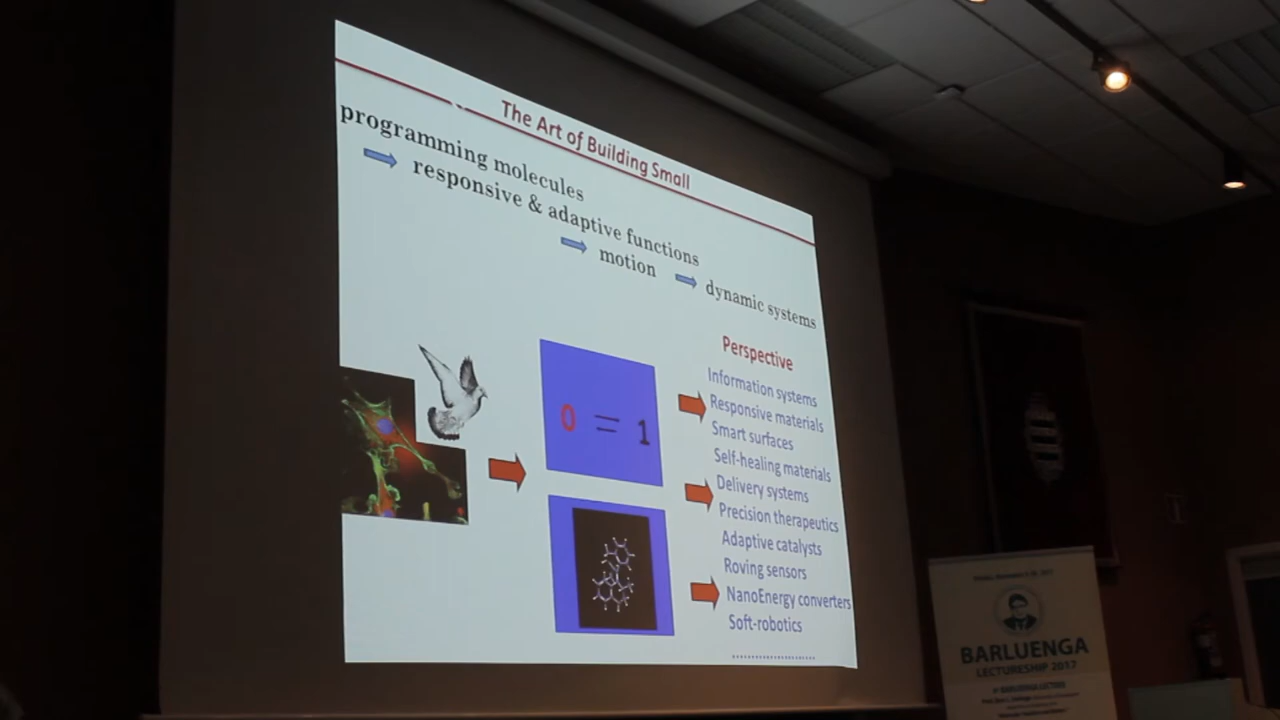 The Art of Building Small
programming molecules
responsive & adaptive functions
motion
dynamic systems
0 = 1
Perspective
Information systems
Responsive materials
Smart surfaces
Self-healing materials
Delivery systems
Precision therapeutics
Adaptive catalysts
Roving sensors
NanoEnergy converters
Soft-robotics
BARLUENGA
LECTURESHIP 2017
BARLUENGA LECTURE